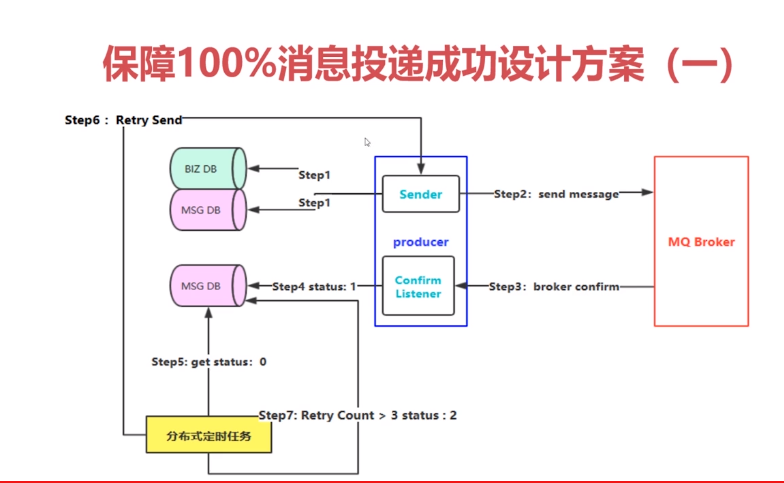 保障100%消息投递成功设计方案（一）
Step6： Retry Send
BIZ DB
Step1
MSG DB
Step1
Sender
Step2：send message
producer
MQ Broker
MSG DB
Step4 status: 1
Confirm
Listener
Step3：broker confirm
Step5: get status：0
Step7: Retry Count > 3 status : 2
分布式定时任务